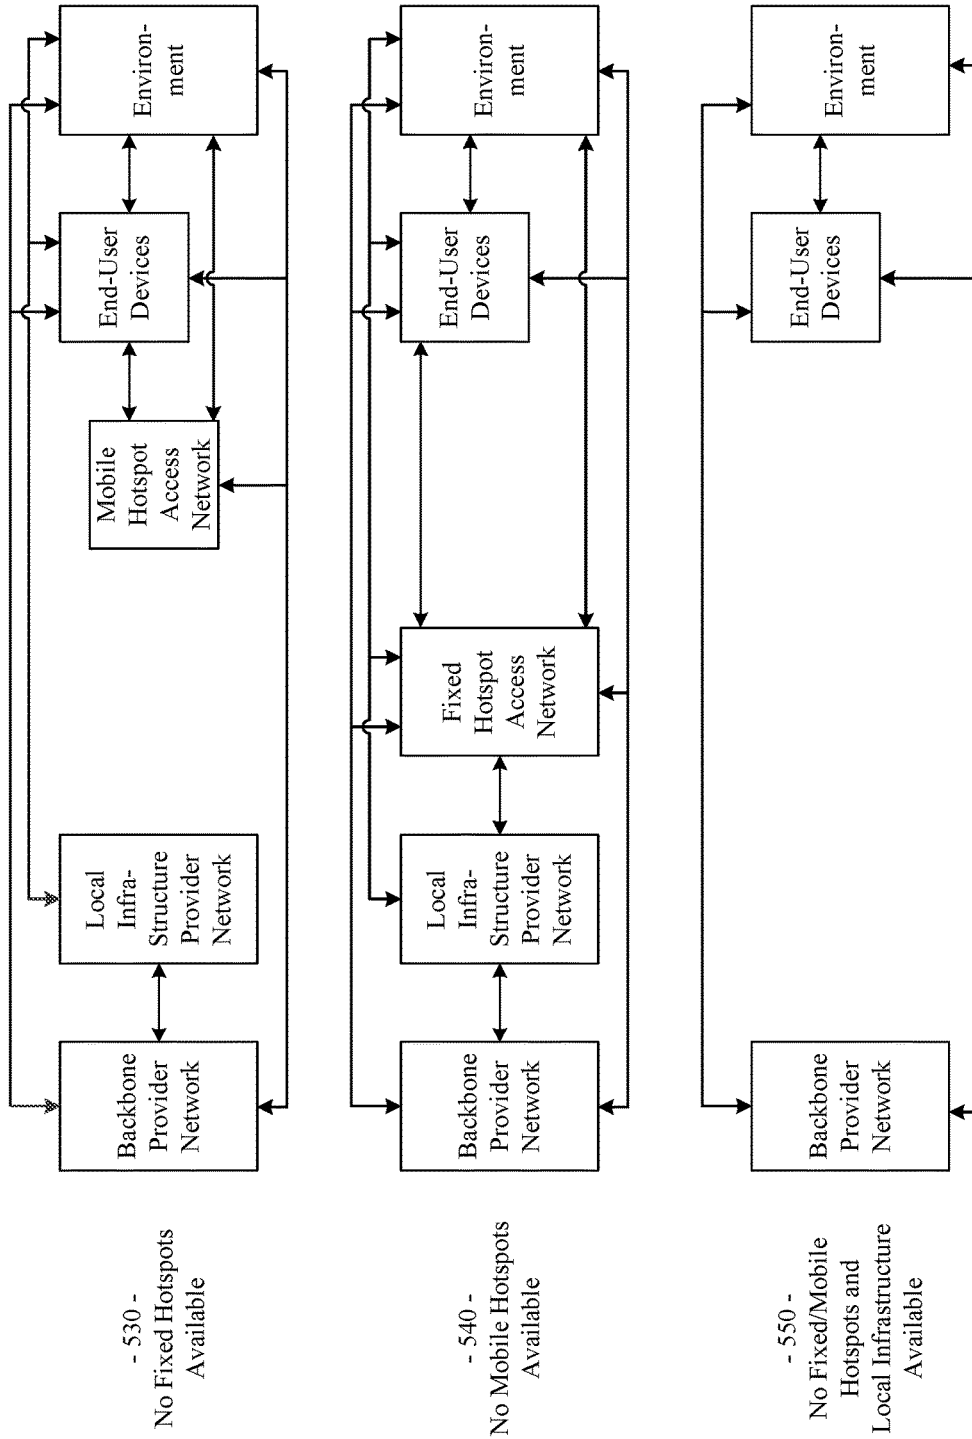 - 530 -
No Fixed Hotspots
Available
Backbone
Provider
Network
Local
Infra-
Structure
Provider
Network
Mobile
Hotspot
Access
Network
End-User
Devices
Environ-
ment
- 540 -
No Mobile Hotspots
Available
Backbone
Provider
Network
Local
Infra-
Structure
Provider
Network
Fixed
Hotspot
Access
Network
End-User
Devices
Environ-
ment
- 550 -
No Fixed/Mobile
Hotspots and
Local Infrastructure
Available
Backbone
Provider
Network
End-User
Devices
Environ-
ment